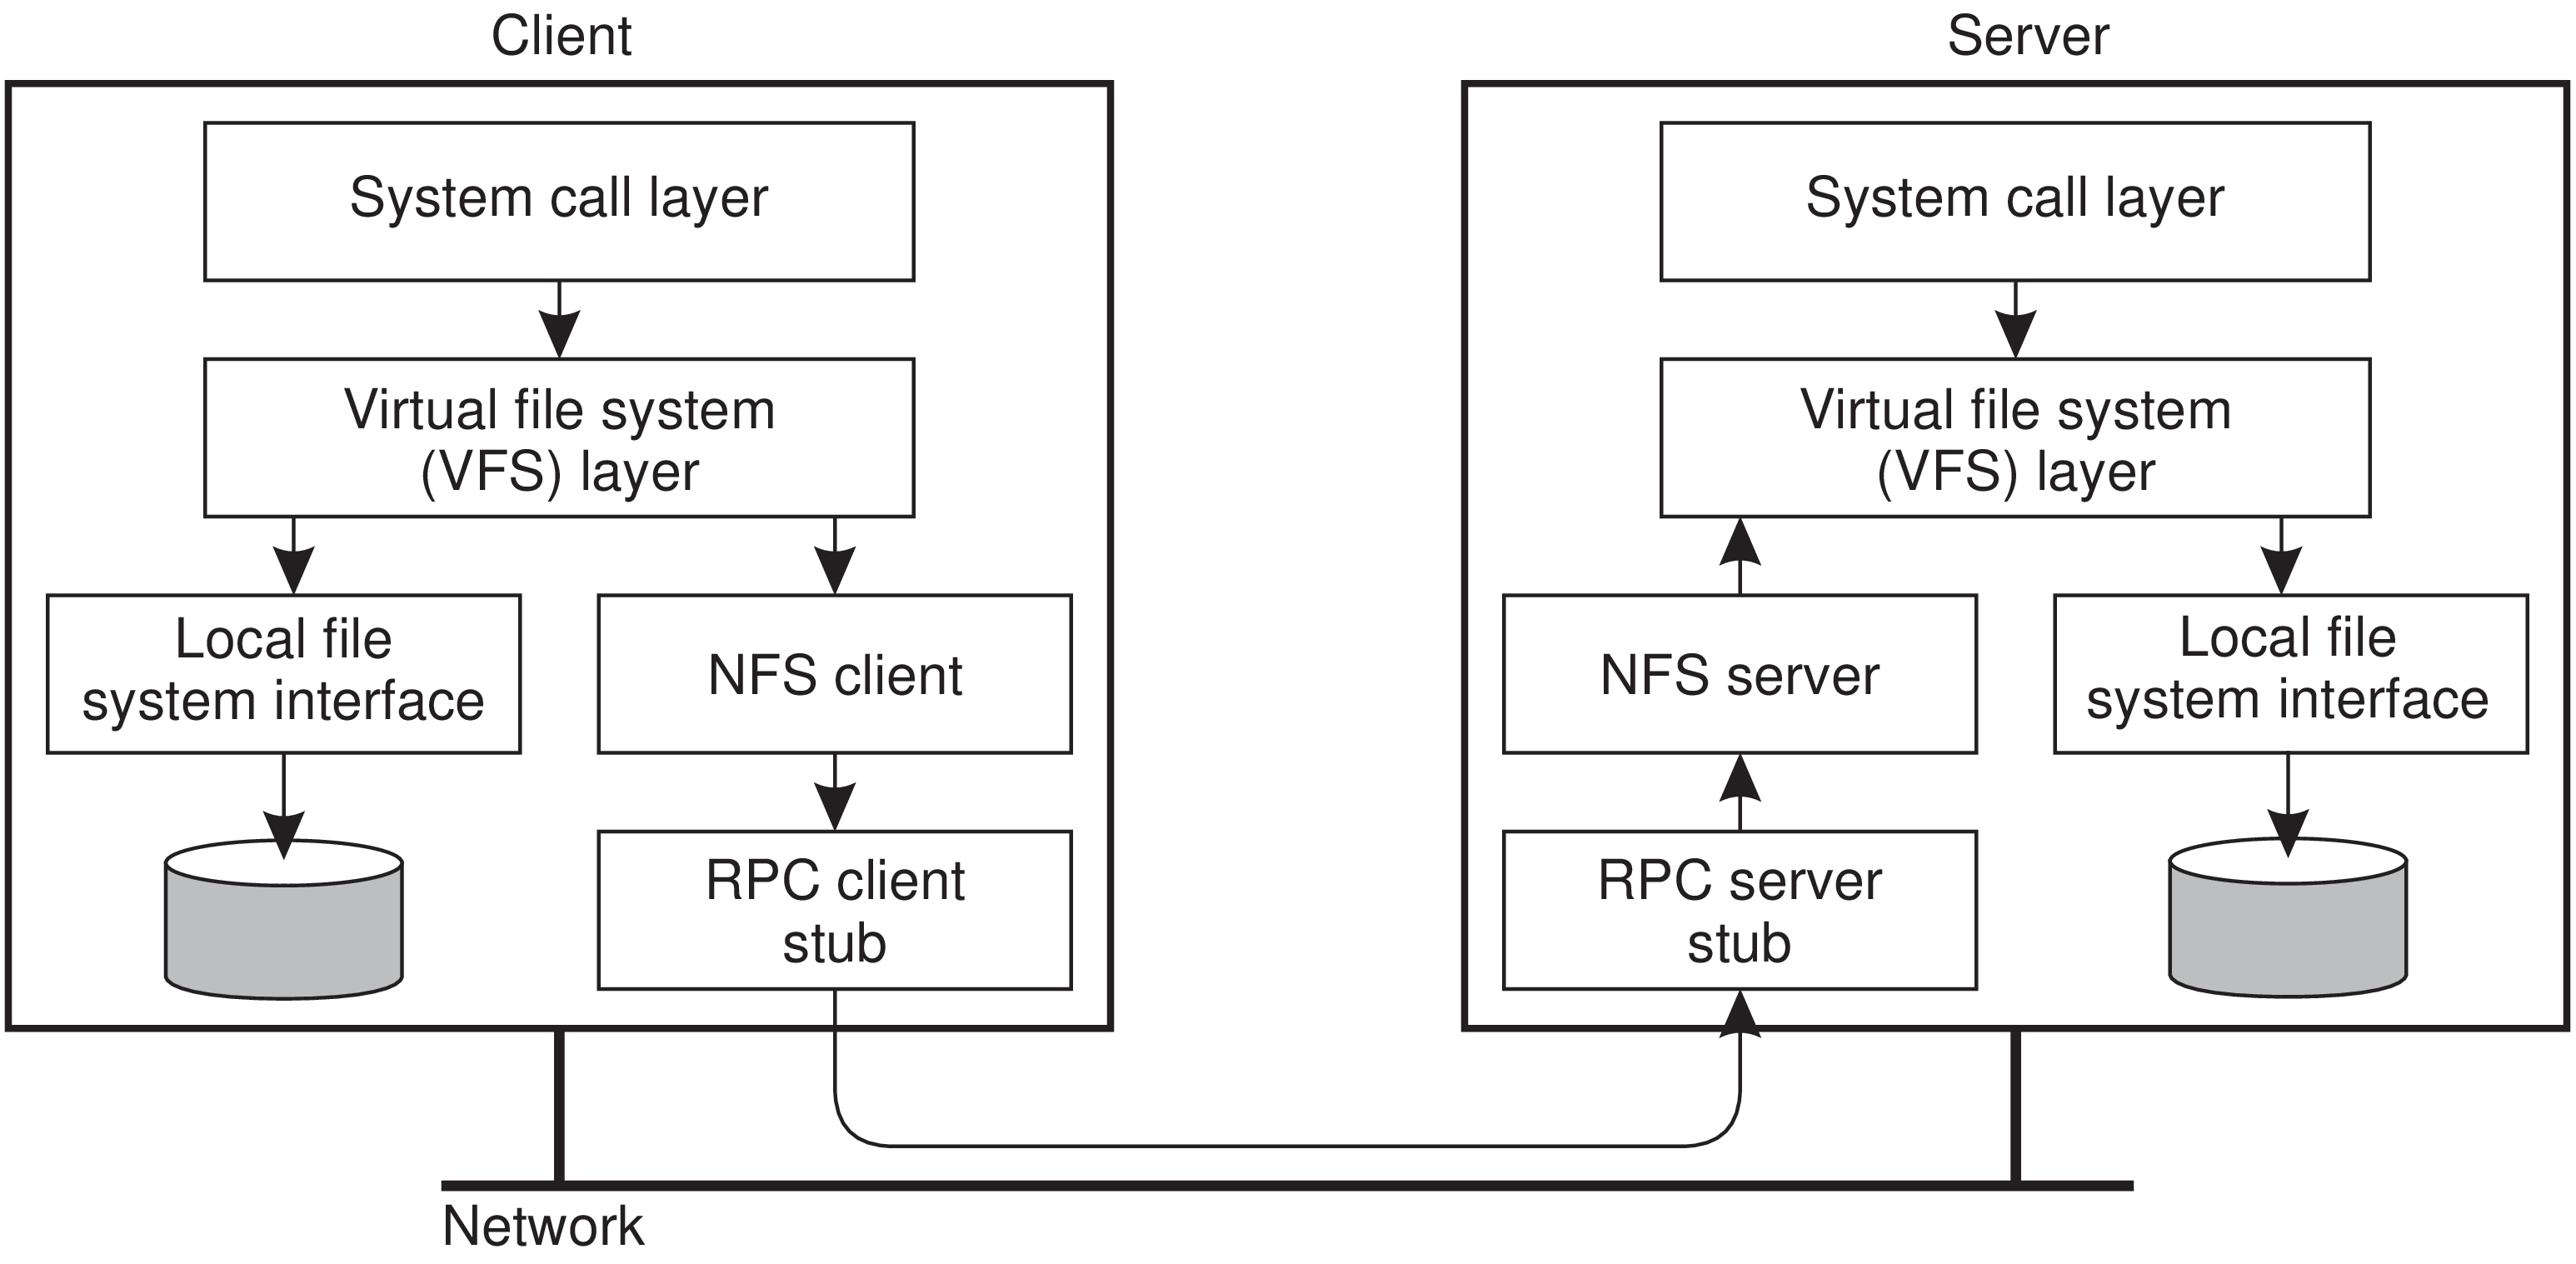 Client
System call layer
Virtual file system
(VFS) layer
Local file
system interface
NFS client
RPC client
stub
Server
System call layer
Virtual file system
(VFS) layer
NFS server
Local file
system interface
RPC server
stub
Network